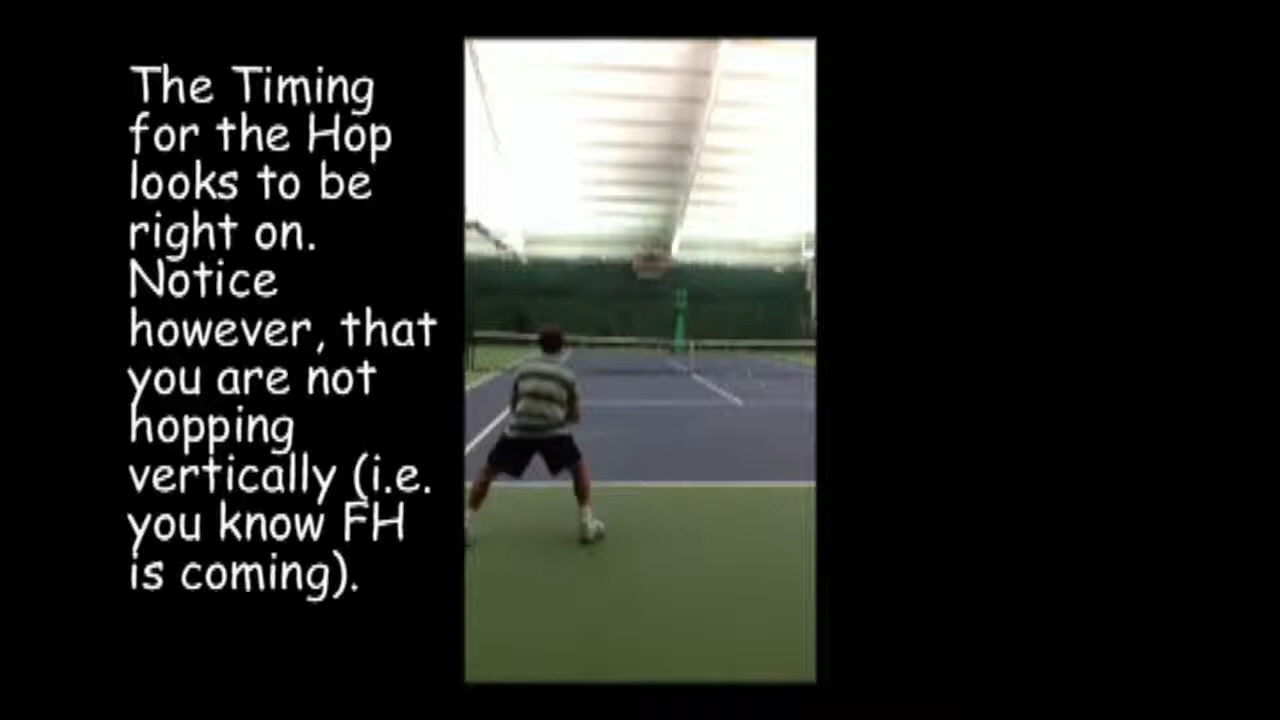 The Timing
for the Hop
looks to be
right on.
Notice
however, that
you are not
hopping
vertically (i.e.
you know FH
is coming).